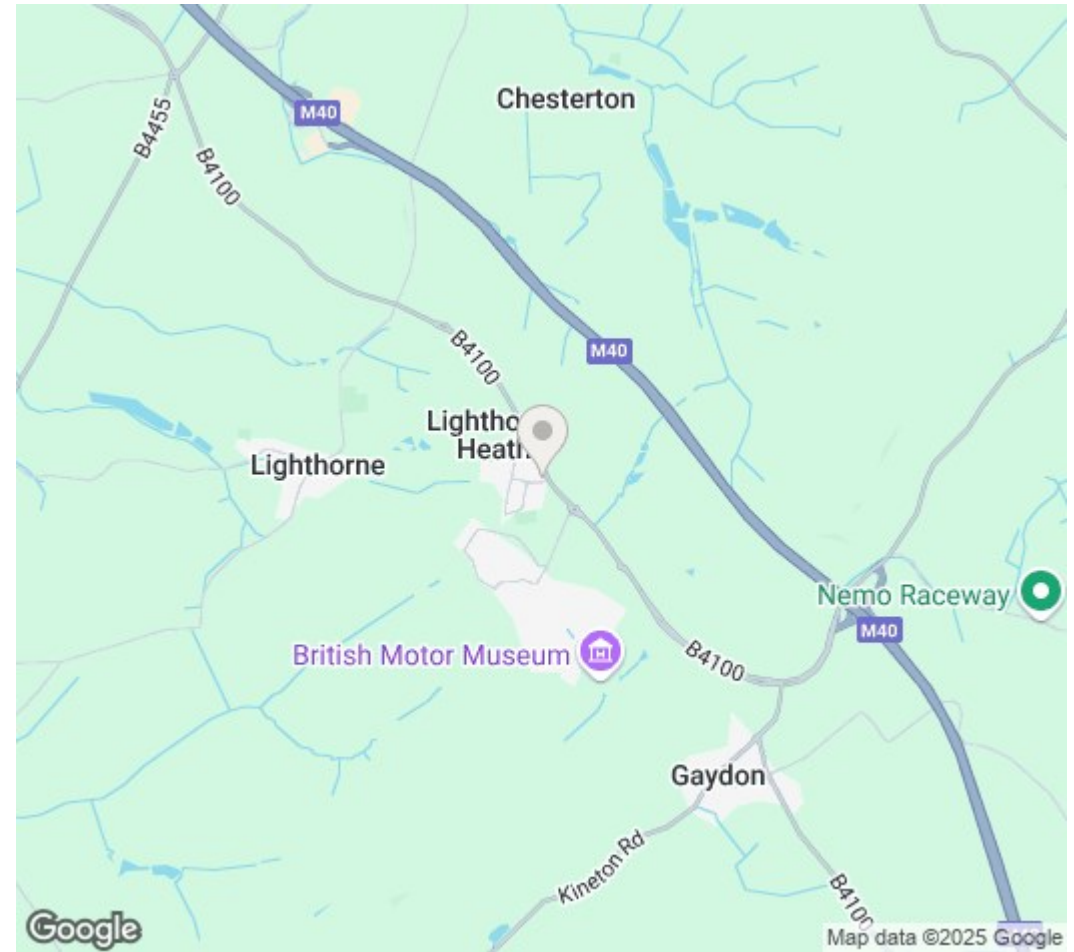 Chesterton
M40
B4455
B4100
B4100
M40
Lightho
Heath
Lighthorne
Nemo Raceway
M40
British Motor Museum
B4100
Gaydon
Kineton Rd
B4100
Google
Map data ©2025 Google